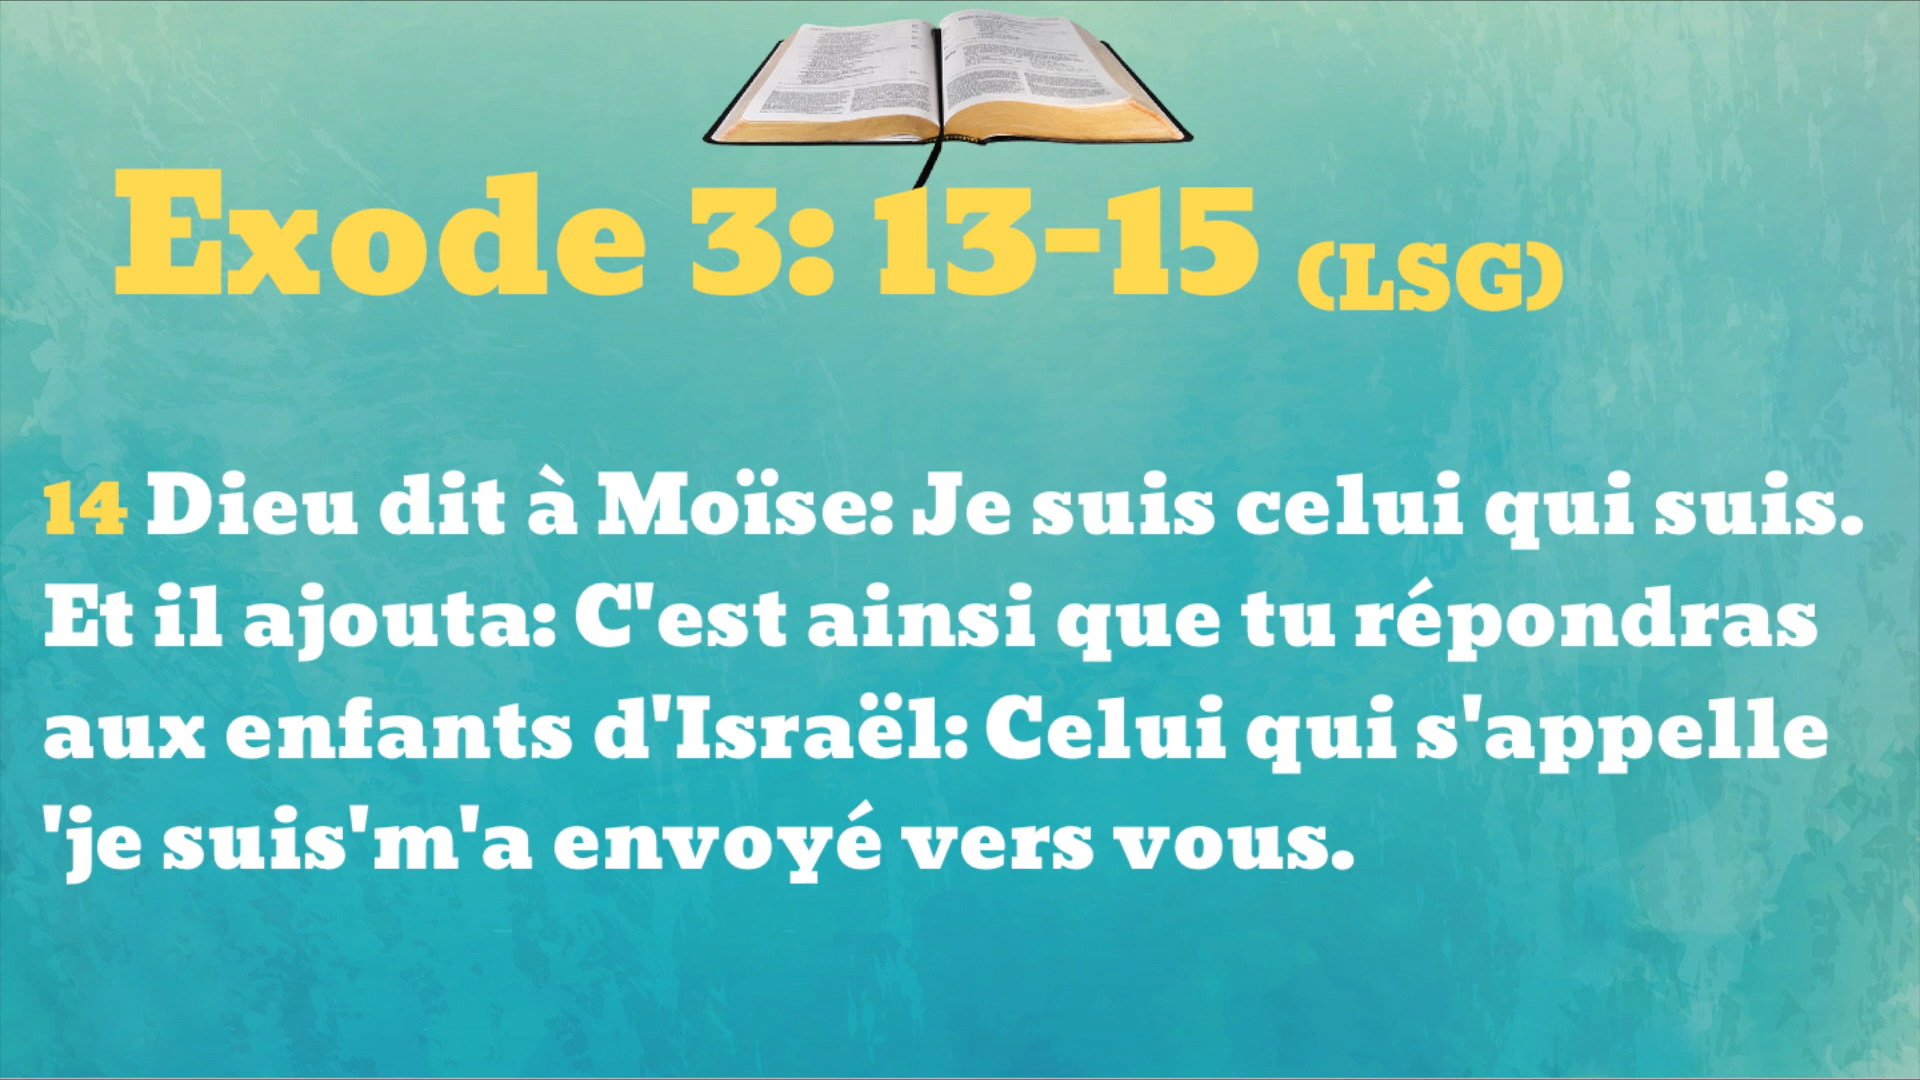 Exode 3: 13-15 (LSG)
14 Dieu dit à Moïse: Je suis celui qui suis.
Et il ajouta: C'est ainsi que tu répondras
aux enfants d'Israël: Celui qui s'appelle
'je suis'm'a envoyé vers vous.